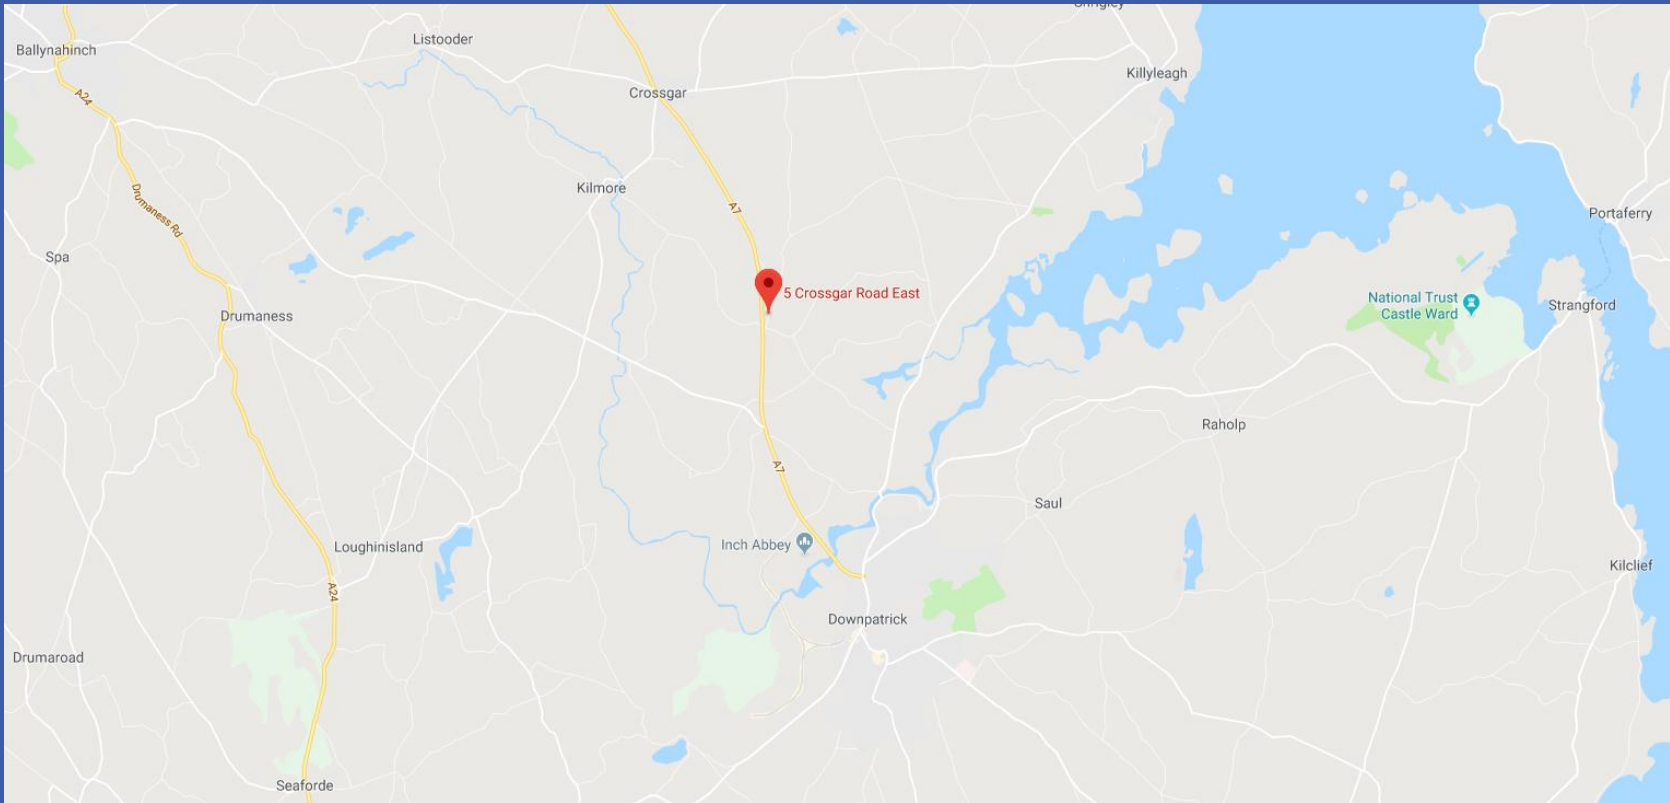 Ballynahinch
Listooder
Killyleagh
Crossgar
A24
Kilmore
Drumaness Rd
A7
Portaferry
Spa
5 Crossgar Road East
National Trust
Castle Ward
Strangford
Drumaness
Raholp
A7
Saul
Inch Abbey
Loughinisland
Kilclief
A24
Downpatrick
Drumaroad
Seaforde